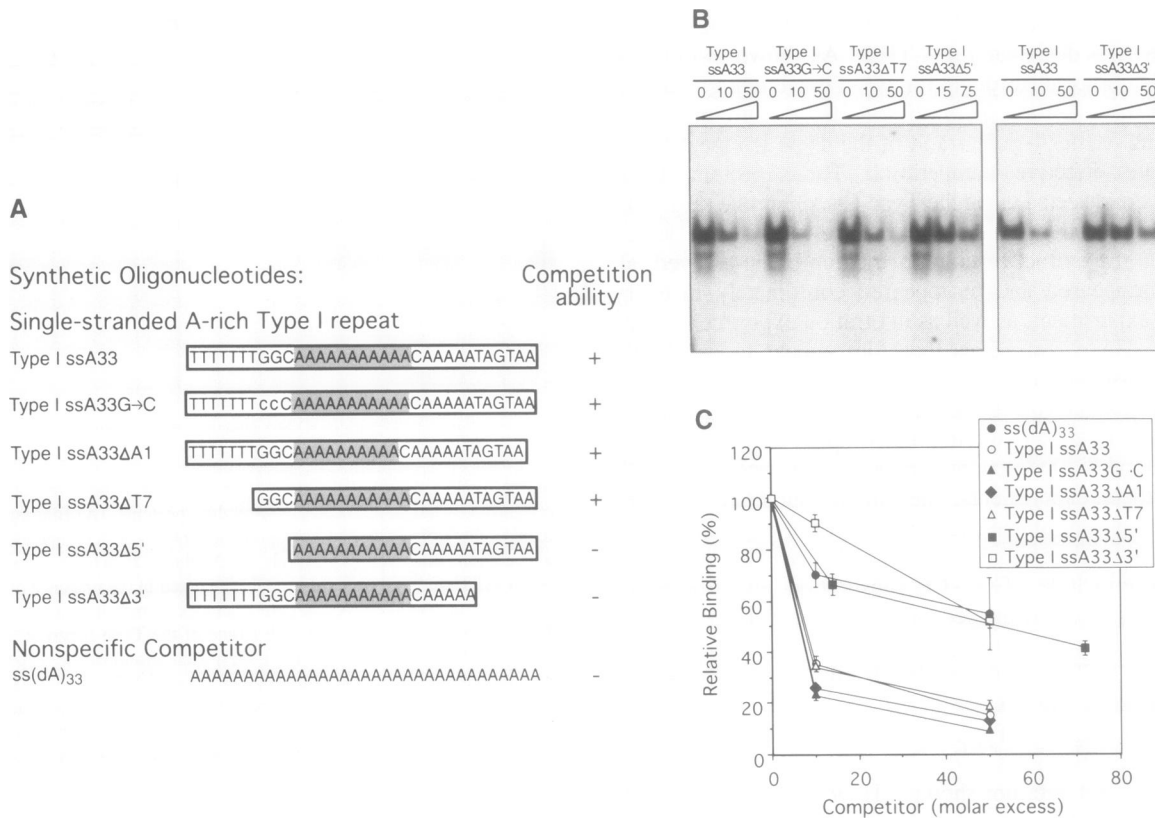 A
Synthetic Oligonucleotides:
Competition ability
Single-stranded A-rich Type I repeat
Type I ssA33 TTTTTTTGGCAAAAAAAAAAACAAAAATAGTAA +
Type I ssA33G→C TTTTTTTccCAAAAAAAAAAACAAAAATAGTAA +
Type I ssA33ΔA1 TTTTTTTGGCAAAAAAAAAACAAAAATAGTAA +
Type I ssA33ΔT7 GGCAAAAAAAAAAACAAAAATAGTAA +
Type I ssA33Δ5' AAAAAAAAAAACAAAAATAGTAA -
Type I ssA33Δ3' TTTTTTTGGCAAAAAAAAAAACAAAAA -
Nonspecific Competitor
ss(dA)33 AAAAAAAAAAAAAAAAAAAAAAAAAAAAAAAAA -
B
Type I ssA33 Type I ssA33G→C Type I ssA33ΔT7 Type I ssA33Δ5' Type I ssA33 Type I ssA33Δ3'
0 10 50 0 10 50 0 10 50 0 15 75 0 10 50 0 10 50
C
ss(dA)33
Type I ssA33
Type I ssA33G·C
Type I ssA33ΔA1
Type I ssA33ΔT7
Type I ssA33Δ5'
Type I ssA33Δ3'
Relative Binding (%)
120
100
80
60
40
20
0
0 20 40 60 80
Competitor (molar excess)